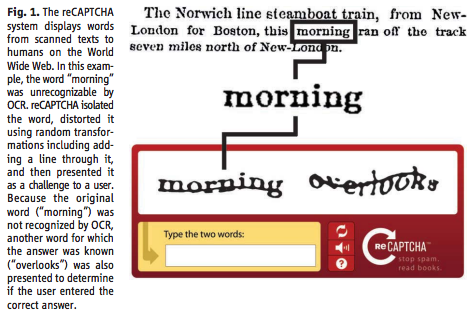 Fig. 1. The reCAPTCHA
system displays words
from scanned texts to
humans on the World
Wide Web. In this exam-
ple, the word “morning”
was unrecognizable by
OCR. reCAPTCHA isolated
the word, distorted it
using random transfor-
mations including add-
ing a line through it,
and then presented it
as a challenge to a user.
Because the original
word (“morning”) was
not recognized by OCR,
another word for which
the answer was known
(“overlooks”) was also
presented to determine
if the user entered the
correct answer.
The Norwich line steamboat train, from New-
London for Boston, this morning ran off the track
seven miles north of New-London.
morning
morning overlooks
Type the two words:
reCAPTCHA™
stop spam.
read books.